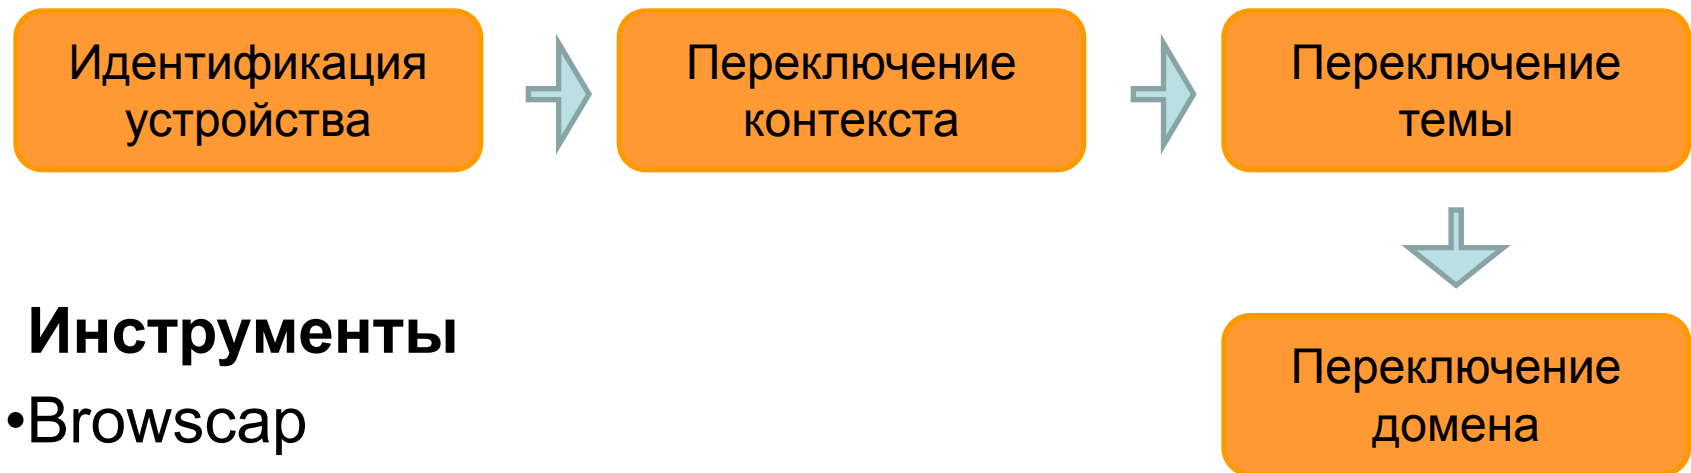 Идентификация
устройства
Переключение
контекста
Переключение
темы
Переключение
домена
Инструменты
•Browscap